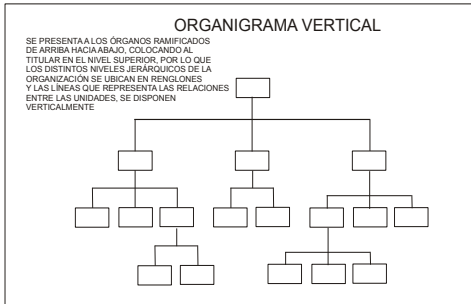 ORGANIGRAMA VERTICAL
SE PRESENTA A LOS ÓRGANOS RAMIFICADOS
DE ARRIBA HACIA ABAJO, COLOCANDO AL
TITULAR EN EL NIVEL SUPERIOR, POR LO QUE
LOS DISTINTOS NIVELES JERÁRQUICOS DE LA
ORGANIZACIÓN SE UBICAN EN RENGLONES
Y LAS LÍNEAS QUE REPRESENTA LAS RELACIONES
ENTRE LAS UNIDADES, SE DISPONEN
VERTICALMENTE